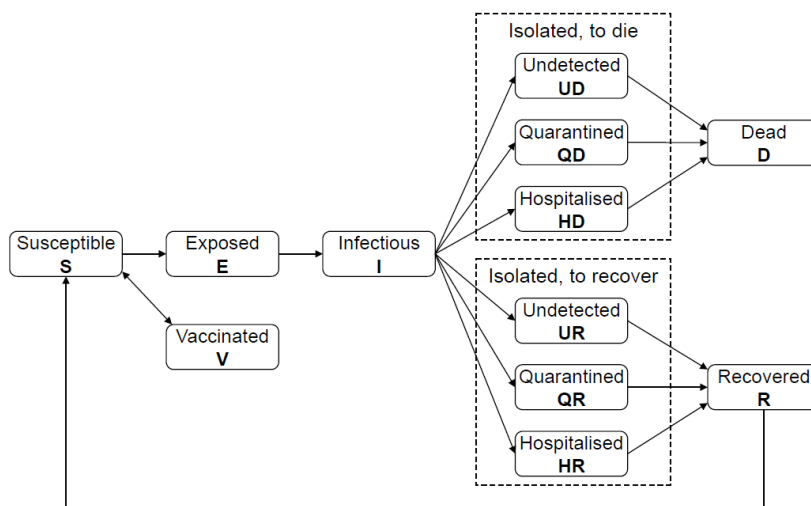 Isolated, to die
Undetected
UD
Quarantined
QD
Hospitalised
HD
Dead
D
Susceptible
S
Exposed
E
Infectious
I
Vaccinated
V
Isolated, to recover
Undetected
UR
Quarantined
QR
Hospitalised
HR
Recovered
R